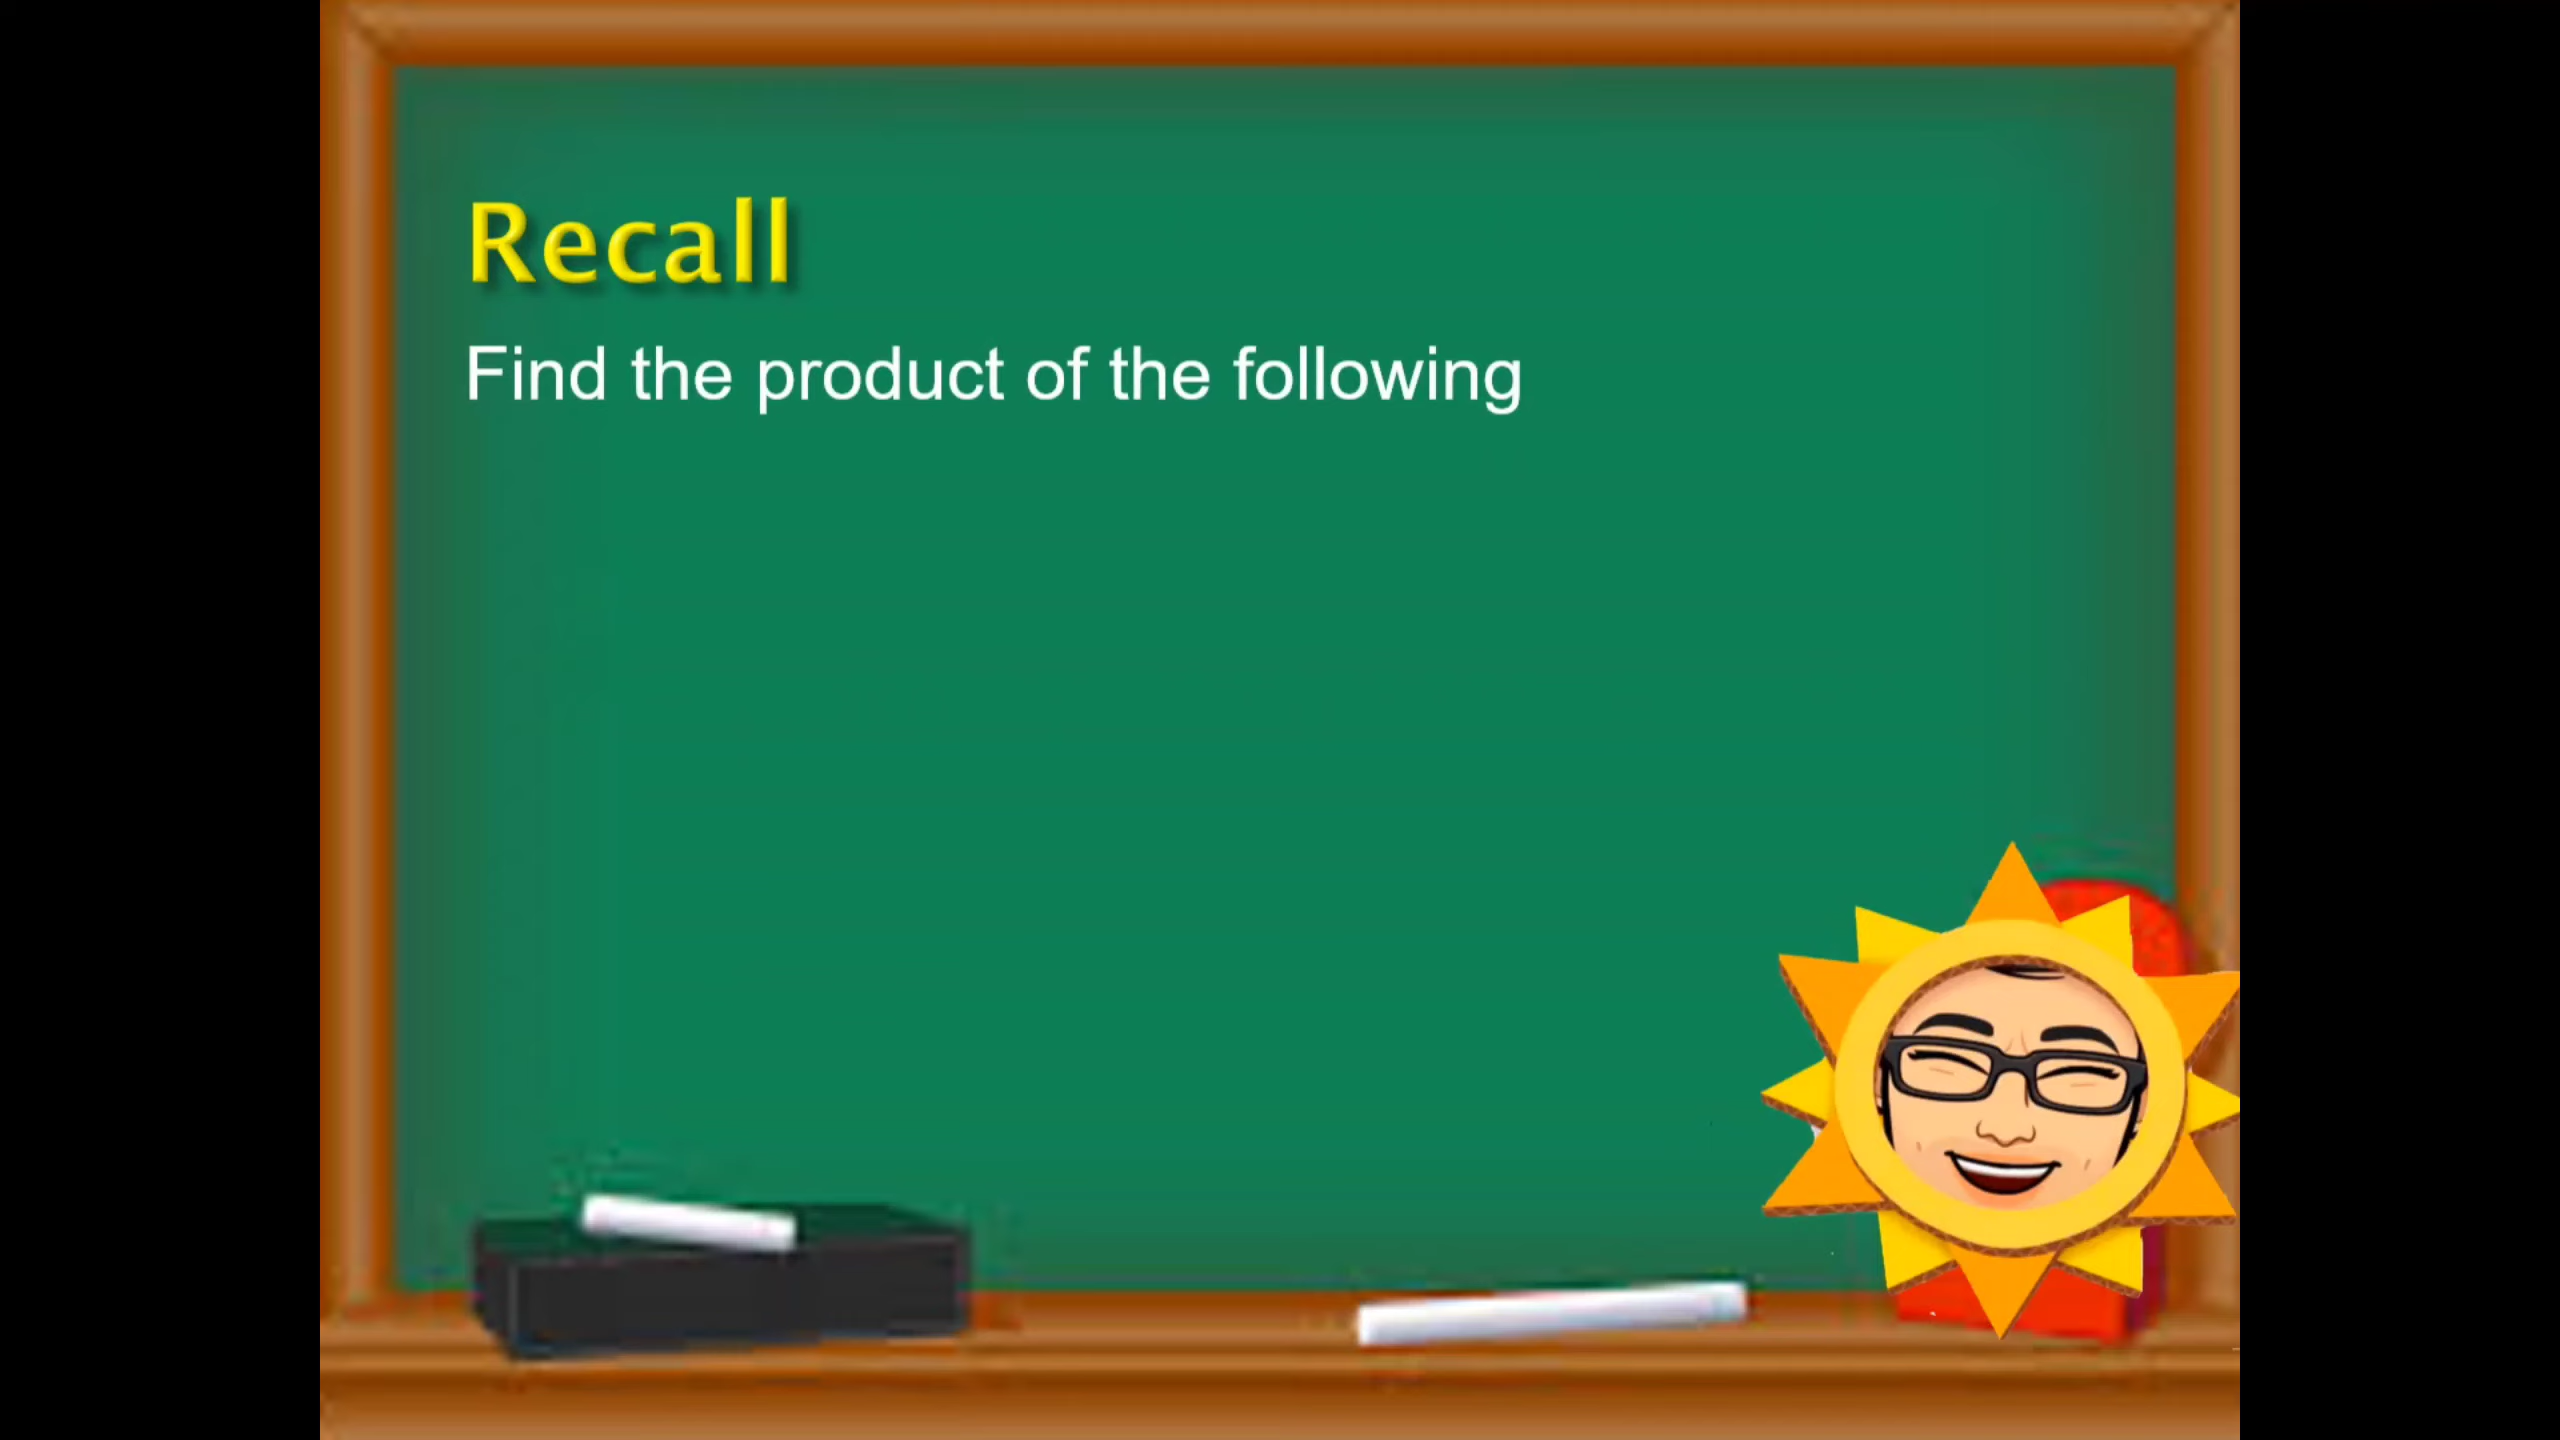 Recall
Find the product of the following